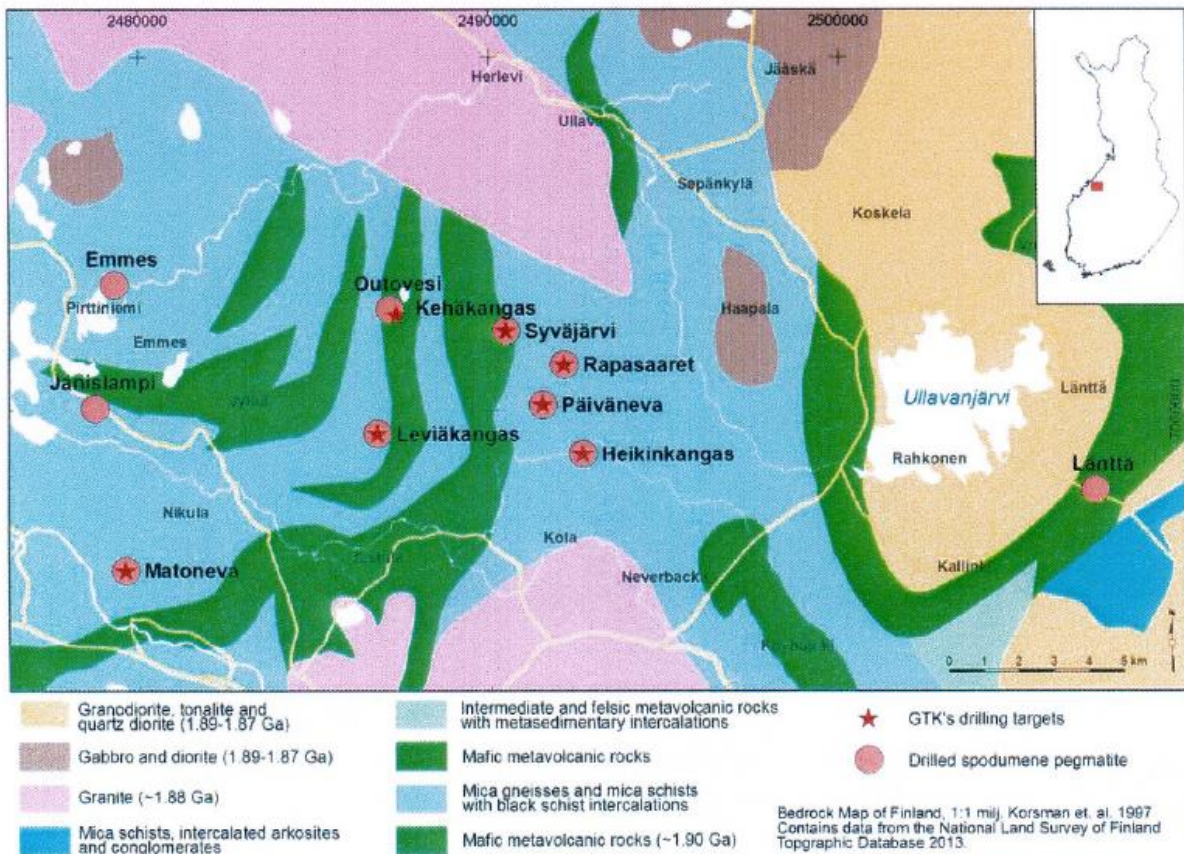 2480000
2490000
2500000
Jääskä
Herlevi
Ullava
Sepänkylä
Koskela
Emmes
Outovesi
Pirttiniemi
Kehäkangas
Haapala
Syväjärvi
Emmes
Rapasaaret
Jänislampi
Länttä
Päiväneva
Ullavanjärvi
Leviäkangas
Heikinkangas
Rahkonen
Länttä
Nikula
Kola
Matoneva
Neverbacka
Kallinki
0 1 2 3 4 5 km
Granodiorite, tonalite and
quartz diorite (1.89-1.87 Ga)
Gabbro and diorite (1.89-1.87 Ga)
Granite (~1.88 Ga)
Mica schists, intercalated arkosites
and conglomerates
Intermediate and felsic metavolcanic rocks
with metasedimentary intercalations
Mafic metavolcanic rocks
Mica gneisses and mica schists
with black schist intercalations
Mafic metavolcanic rocks (~1.90 Ga)
GTK's drilling targets
Drilled spodumene pegmatite
Bedrock Map of Finland, 1:1 milj. Korsman et. al. 1997
Contains data from the National Land Survey of Finland
Topgraphic Database 2013.